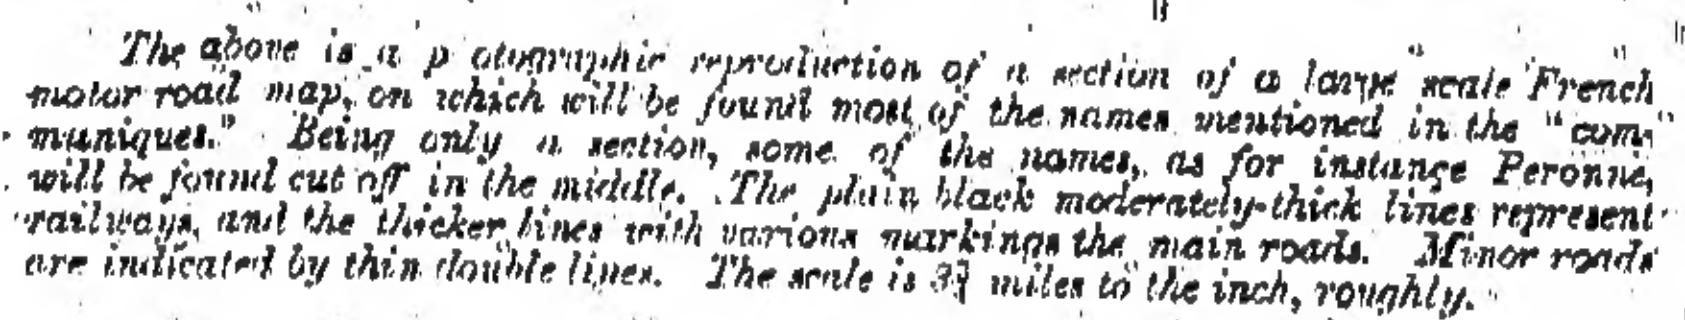 The above is a p otographic reproduction of a section of a large scale French
motor road map, on which will be found most of the names mentioned in the "com-
muniques." Being only a section, some of the names, as for instance Peronne,
will be found cut off in the middle. The plain black moderately-thick lines represent
railways, and the thicker lines with various markings the main roads. Minor roads
are indicated by thin double lines. The scale is miles to the inch, roughly.